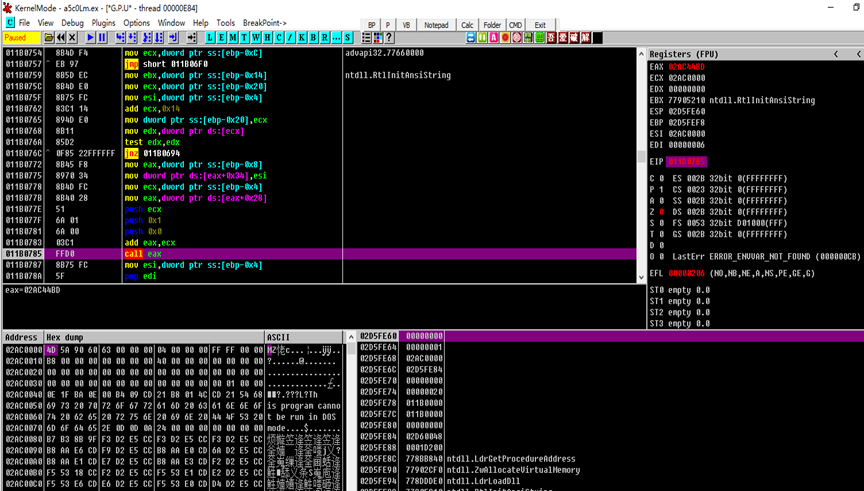 KernelMode - a5c0Lm.ex - [*G.P.U* - thread 00000E84]
File View Debug Plugins Options Window Help Tools BreakPoint->
BP P VB Notepad Calc Folder CMD Exit
Paused
L E M T W H C / K B R ... S
011B0754 8B4D F4 mov ecx,dword ptr ss:[ebp-0xC] advapi32.77660000
011B0757 EB 97 jmp short 011B06F0
011B0759 8B5D EC mov ebx,dword ptr ss:[ebp-0x14] ntdll.RtlInitAnsiString
011B075C 8B4D E0 mov ecx,dword ptr ss:[ebp-0x20]
011B075F 8B75 FC mov esi,dword ptr ss:[ebp-0x4]
011B0762 83C1 14 add ecx,0x14
011B0765 894D E0 mov dword ptr ss:[ebp-0x20],ecx
011B0768 8B11 mov edx,dword ptr ds:[ecx]
011B076A 85D2 test edx,edx
011B076C 0F85 22FFFFFF jnz 011B0694
011B0772 8B45 F8 mov eax,dword ptr ss:[ebp-0x8]
011B0775 8970 34 mov dword ptr ds:[eax+0x34],esi
011B0778 8B4D FC mov ecx,dword ptr ss:[ebp-0x4]
011B077B 8B40 28 mov eax,dword ptr ds:[eax+0x28]
011B077E 51 push ecx
011B077F 6A 01 push 0x1
011B0781 6A 00 push 0x0
011B0783 03C1 add eax,ecx
011B0785 FFD0 call eax
011B0787 8B75 FC mov esi,dword ptr ss:[ebp-0x4]
011B078A 5F pop edi
eax=02AC44BD
Registers (FPU) < <
EAX 02AC44BD
ECX 02AC0000
EDX 00000000
EBX 77905210 ntdll.RtlInitAnsiString
ESP 02D5FE60
EBP 02D5FEF8
ESI 02AC0000
EDI 00000006
EIP 011B0785
C 0 ES 002B 32bit 0(FFFFFFFF)
P 1 CS 0023 32bit 0(FFFFFFFF)
A 0 SS 002B 32bit 0(FFFFFFFF)
Z 0 DS 002B 32bit 0(FFFFFFFF)
S 0 FS 0053 32bit D01000(FFF)
T 0 GS 002B 32bit 0(FFFFFFFF)
D 0
O 0 LastErr ERROR_ENVVAR_NOT_FOUND (000000CB)
EFL 00000206 (NO,NB,NE,A,NS,PE,GE,G)
ST0 empty 0.0
ST1 empty 0.0
ST2 empty 0.0
ST3 empty 0.0
Address Hex dump ASCII
02AC0000 4D 5A 90 60 63 00 00 00 04 00 00 00 FF FF 00 00
02AC0010 B8 00 00 00 00 00 00 00 40 00 00 00 00 00 00 00 ?.......@.......
02AC0020 00 00 00 00 00 00 00 00 00 00 00 00 00 00 00 00 ................
02AC0030 00 00 00 00 00 00 00 00 00 00 00 00 00 01 00 00
02AC0040 0E 1F BA 0E 00 B4 09 CD 21 B8 01 4C CD 21 54 68
02AC0050 69 73 20 70 72 6F 67 72 61 6D 20 63 61 6E 6E 6F is program canno
02AC0060 74 20 62 65 20 72 75 6E 20 69 6E 20 44 4F 53 20 t be run in DOS
02AC0070 6D 6F 64 65 2E 0D 0D 0A 24 00 00 00 00 00 00 00 mode....$.......
02AC0080 B7 B3 8B 9F F3 D2 E5 CC F3 D2 E5 CC F3 D2 E5 CC
02AC0090 B8 AA E6 CD F9 D2 E5 CC B8 AA E0 CD 6A D2 E5 CC
02AC00A0 B8 AA E1 CD E7 D2 E5 CC B8 AA E3 CD F2 D2 E5 CC
02AC00B0 F5 53 18 CC F2 D2 E5 CC F5 53 E1 CD E2 D2 E5 CC
02AC00C0 F5 53 E6 CD E6 D2 E5 CC F5 53 E0 CD D4 D2 E5 CC
02D5FE60 00000000
02D5FE64 00000001
02D5FE68 02AC0000
02D5FE6C 02D5FE84
02D5FE70 00000000
02D5FE74 00000020
02D5FE78 011B0000
02D5FE7C 011B0000
02D5FE80 00000000
02D5FE84 02D60048
02D5FE88 0001D200
02D5FE8C 778BB840 ntdll.LdrGetProcedureAddress
02D5FE90 77902CF0 ntdll.ZwAllocateVirtualMemory
02D5FE94 778DDDE0 ntdll.LdrLoadDll